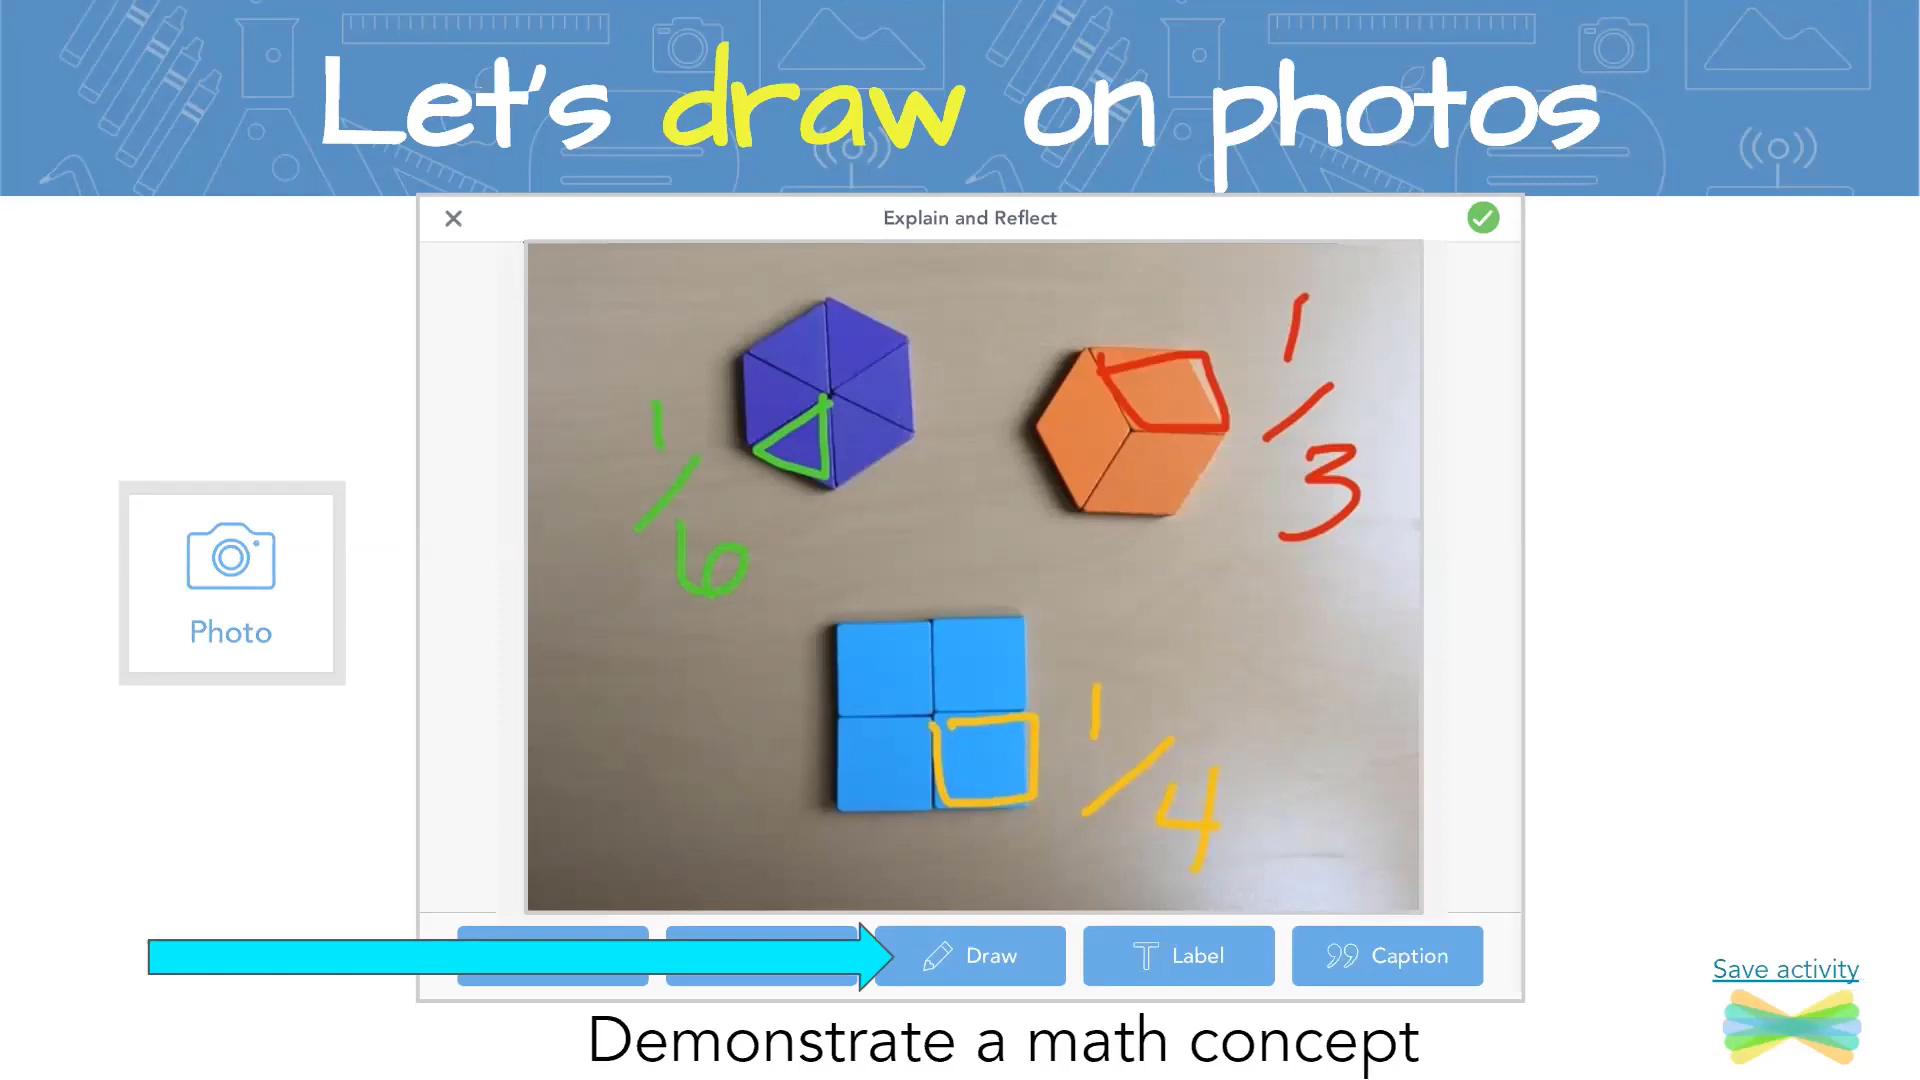 Let's draw on photos
Explain and Reflect
1/6
1/3
Photo
1/4
Draw
Label
Caption
Save activity
Demonstrate a math concept